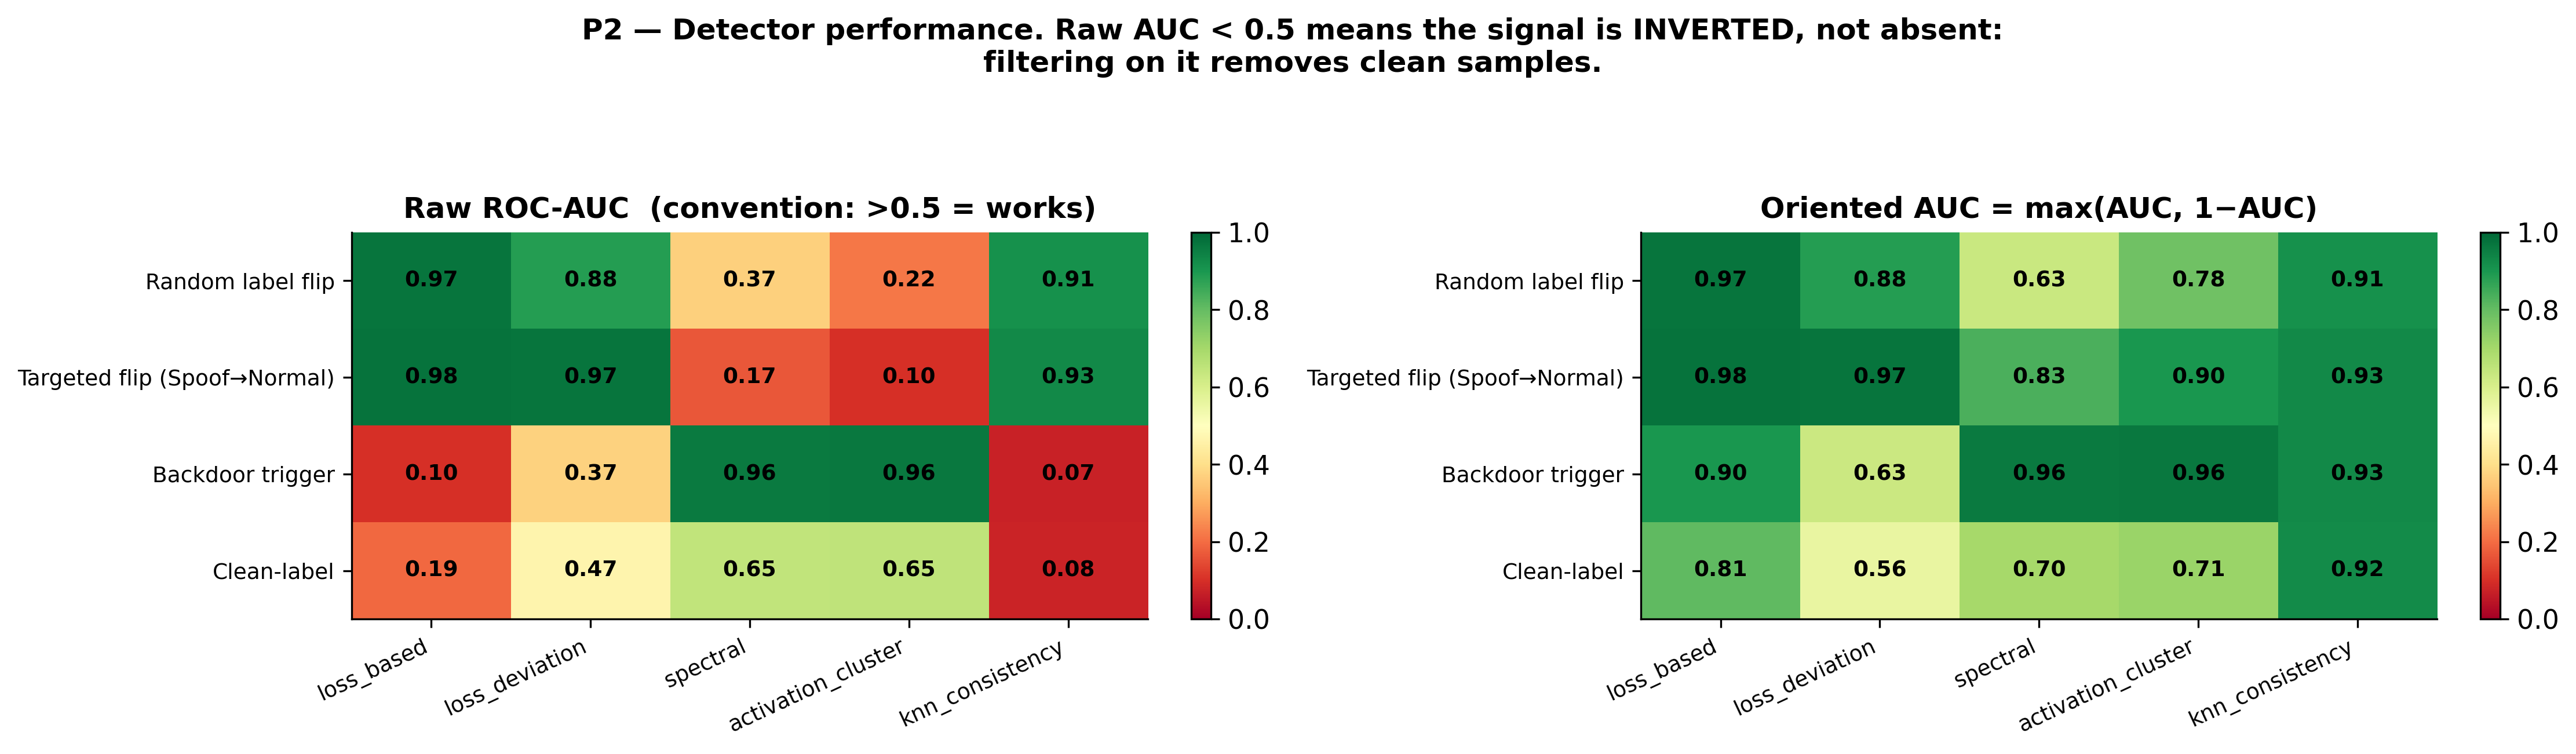 P2 — Detector performance. Raw AUC < 0.5 means the signal is INVERTED, not absent:
filtering on it removes clean samples.
Raw ROC-AUC  (convention: >0.5 = works)
Random label flip 0.97 0.88 0.37 0.22 0.91
Targeted flip (Spoof→Normal) 0.98 0.97 0.17 0.10 0.93
Backdoor trigger 0.10 0.37 0.96 0.96 0.07
Clean-label 0.19 0.47 0.65 0.65 0.08
loss_based loss_deviation spectral activation_cluster knn_consistency
1.0
0.8
0.6
0.4
0.2
0.0
Oriented AUC = max(AUC, 1−AUC)
Random label flip 0.97 0.88 0.63 0.78 0.91
Targeted flip (Spoof→Normal) 0.98 0.97 0.83 0.90 0.93
Backdoor trigger 0.90 0.63 0.96 0.96 0.93
Clean-label 0.81 0.56 0.70 0.71 0.92
loss_based loss_deviation spectral activation_cluster knn_consistency
1.0
0.8
0.6
0.4
0.2
0.0